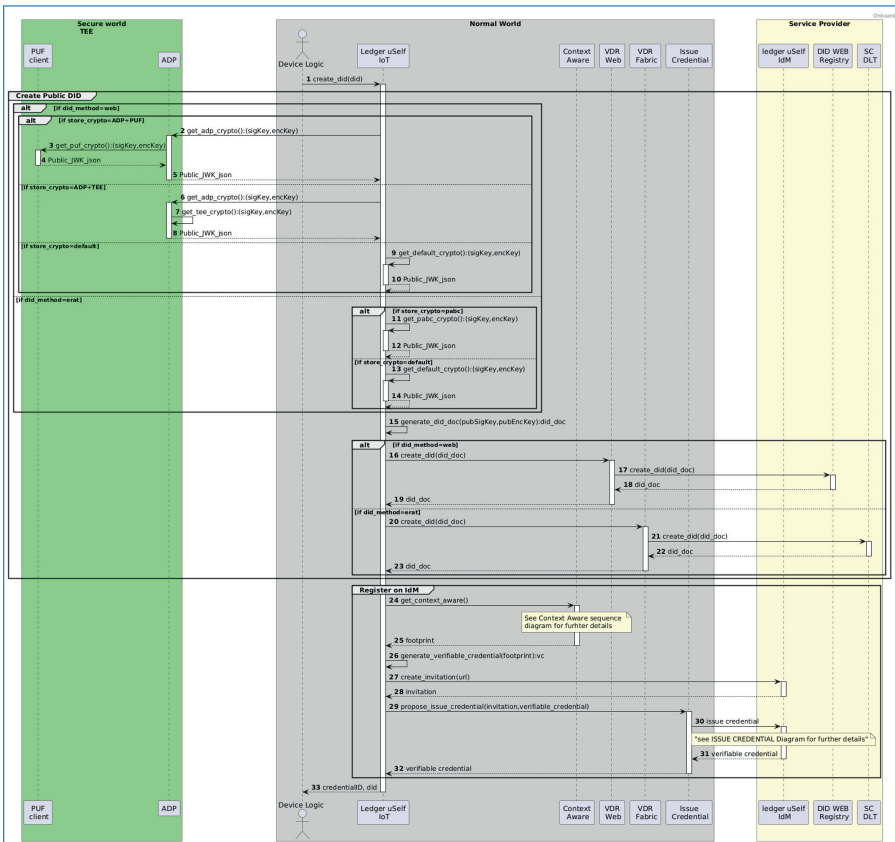 Onboard
Secure world
TEE
Normal World
Service Provider
PUF
client
ADP
Device Logic
Ledger uSelf
IoT
Context
Aware
VDR
Web
VDR
Fabric
Issue
Credential
ledger uSelf
IdM
DID WEB
Registry
SC
DLT
1 create_did(did)
Create Public DID
alt [if did_method=web]
alt [if store_crypto=ADP+PUF]
2 get_adp_crypto():(sigKey,encKey)
3 get_puf_crypto():(sigKey,encKey)
4 Public_JWK_json
5 Public_JWK_json
[if store_crypto=ADP+TEE]
6 get_adp_crypto():(sigKey,encKey)
7 get_tee_crypto():(sigKey,encKey)
8 Public_JWK_json
[if store_crypto=default]
9 get_default_crypto():(sigKey,encKey)
10 Public_JWK_json
[if did_method=erat]
alt [if store_crypto=pabc]
11 get_pabc_crypto():(sigKey,encKey)
12 Public_JWK_json
[if store_crypto=default]
13 get_default_crypto():(sigKey,encKey)
14 Public_JWK_json
15 generate_did_doc(pubSigKey,pubEncKey):did_doc
alt [if did_method=web]
16 create_did(did_doc)
17 create_did(did_doc)
18 did_doc
19 did_doc
[if did_method=erat]
20 create_did(did_doc)
21 create_did(did_doc)
22 did_doc
23 did_doc
Register on IdM
24 get_context_aware()
See Context Aware sequence
diagram for furhter details
25 footprint
26 generate_verifiable_credential(footprint):vc
27 create_invitation(url)
28 invitation
29 propose_issue_credential(invitation,verifiable_credential)
30 issue credential
"see ISSUE CREDENTIAL Diagram for further details"
31 verifiable credential
32 verifiable credential
33 credentialID, did
PUF
client
ADP
Device Logic
Ledger uSelf
IoT
Context
Aware
VDR
Web
VDR
Fabric
Issue
Credential
ledger uSelf
IdM
DID WEB
Registry
SC
DLT